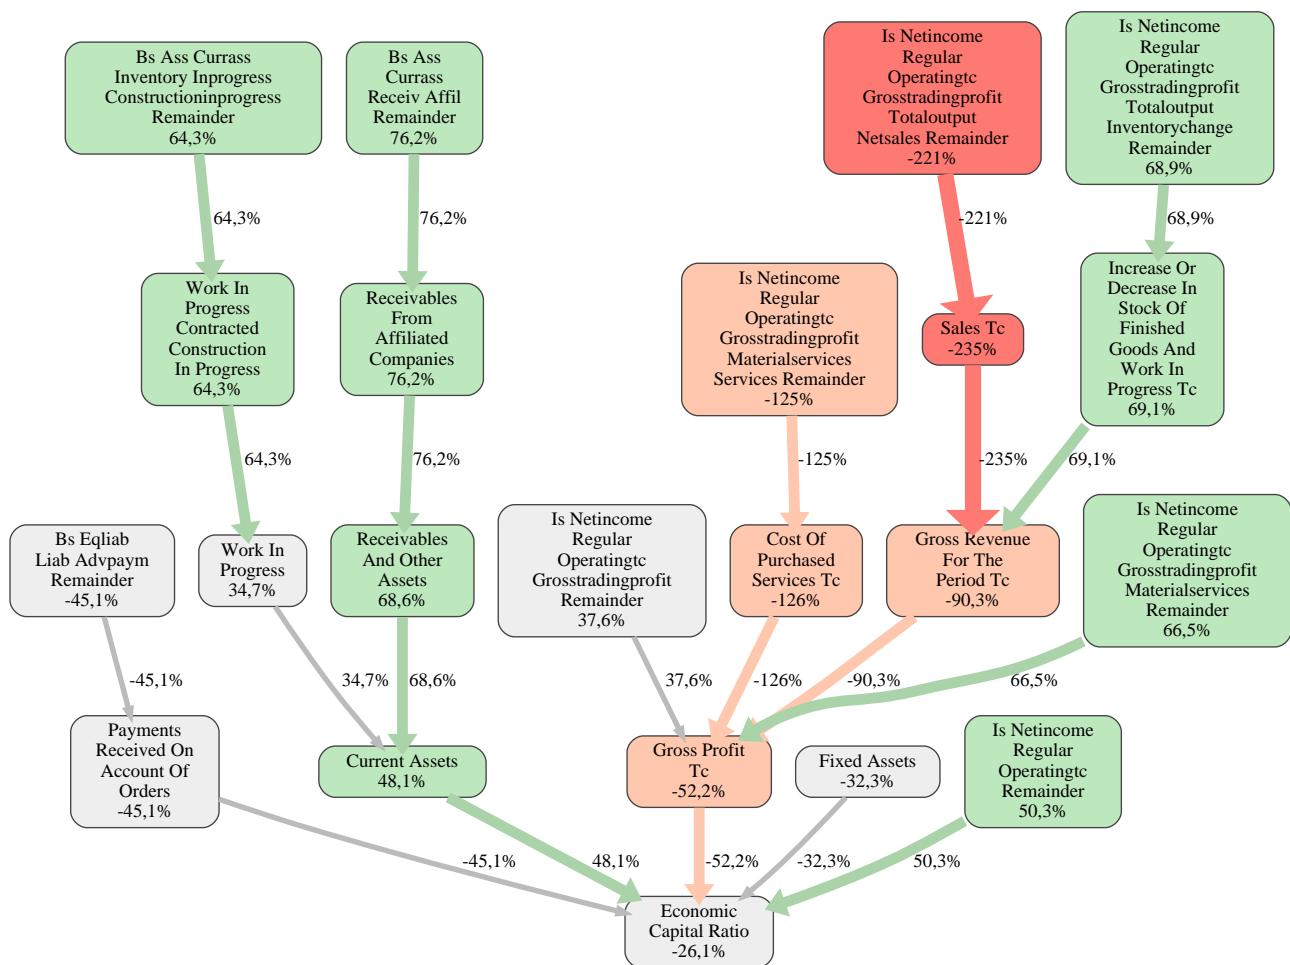 Bs Ass Currass
Inventory Inprogress
Constructioninprogress
Remainder
64,3%
Bs Ass
Currass
Receiv Affil
Remainder
76,2%
Is Netincome
Regular
Operatingtc
Grosstradingprofit
Totaloutput
Netsales Remainder
-221%
Is Netincome
Regular
Operatingtc
Grosstradingprofit
Totaloutput
Inventorychange
Remainder
68,9%
64,3%
76,2%
-221%
68,9%
Work In
Progress
Contracted
Construction
In Progress
64,3%
Receivables
From
Affiliated
Companies
76,2%
Is Netincome
Regular
Operatingtc
Grosstradingprofit
Materialservices
Services Remainder
-125%
Sales Tc
-235%
Increase Or
Decrease In
Stock Of
Finished
Goods And
Work In
Progress Tc
69,1%
64,3%
76,2%
-125%
-235%
69,1%
Bs Eqliab
Liab Advpaym
Remainder
-45,1%
Work In
Progress
34,7%
Receivables
And Other
Assets
68,6%
Is Netincome
Regular
Operatingtc
Grosstradingprofit
Remainder
37,6%
Cost Of
Purchased
Services Tc
-126%
Gross Revenue
For The
Period Tc
-90,3%
Is Netincome
Regular
Operatingtc
Grosstradingprofit
Materialservices
Remainder
66,5%
-45,1%
34,7%
68,6%
37,6%
-126%
-90,3%
66,5%
Payments
Received On
Account Of
Orders
-45,1%
Current Assets
48,1%
Gross Profit
Tc
-52,2%
Fixed Assets
-32,3%
Is Netincome
Regular
Operatingtc
Remainder
50,3%
-45,1%
48,1%
-52,2%
-32,3%
50,3%
Economic
Capital Ratio
-26,1%